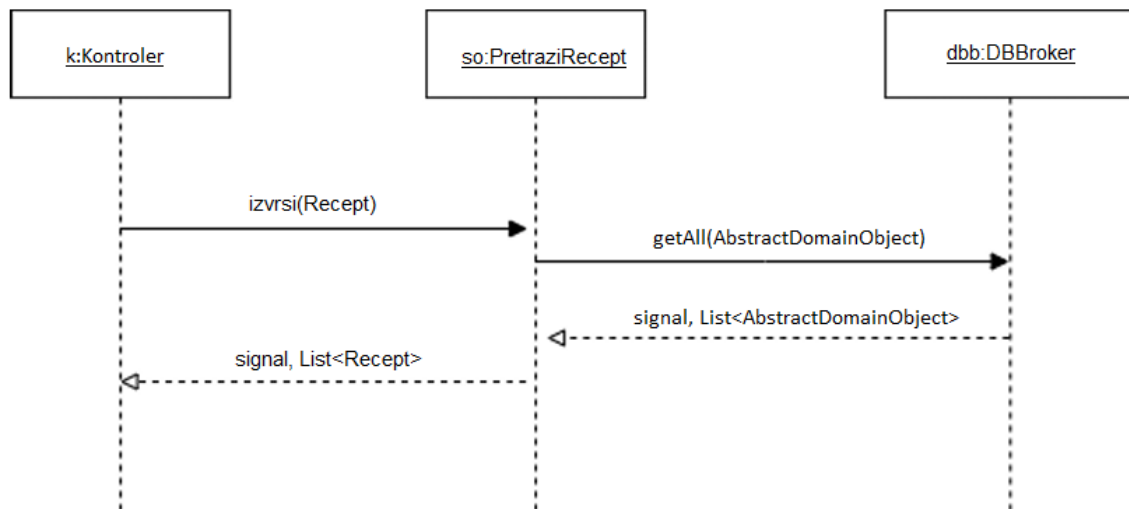 k:Kontroler
so:PretraziRecept
dbb:DBBroker
izvrsi(Recept)
getAll(AbstractDomainObject)
signal, List<AbstractDomainObject>
signal, List<Recept>